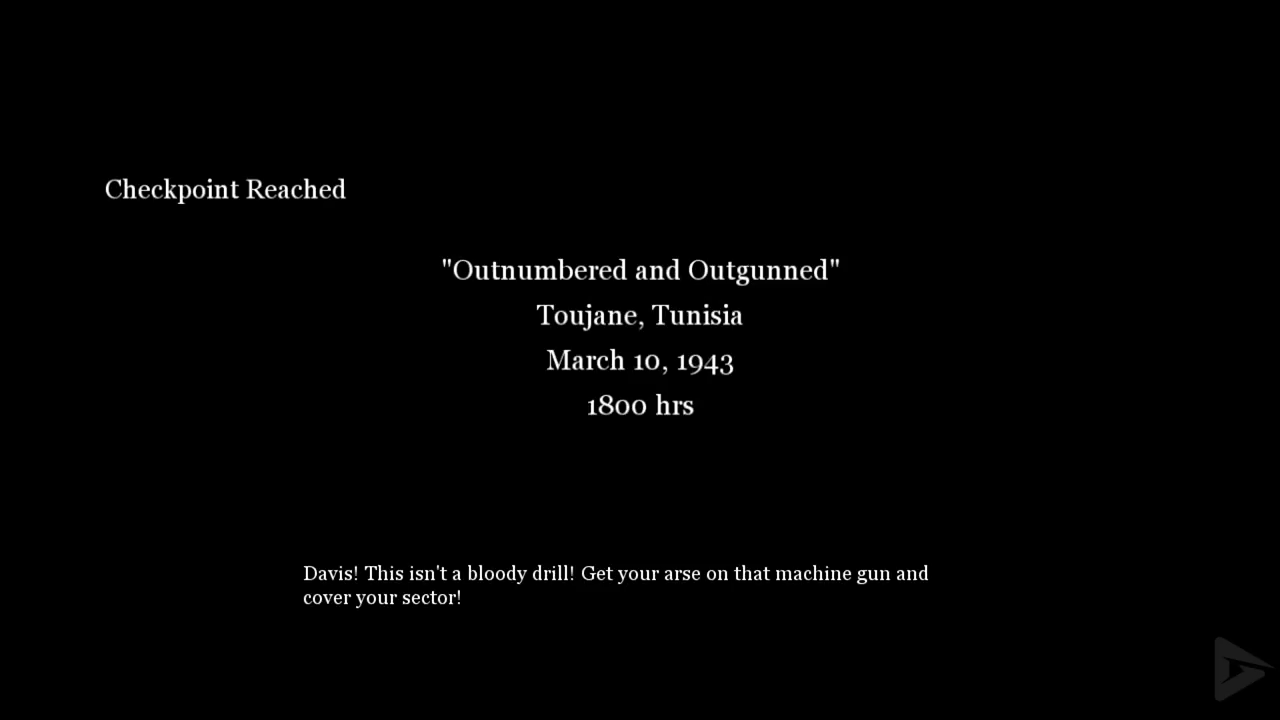 Checkpoint Reached
"Outnumbered and Outgunned"
Toujane, Tunisia
March 10, 1943
1800 hrs
Davis! This isn't a bloody drill! Get your arse on that machine gun and
cover your sector!